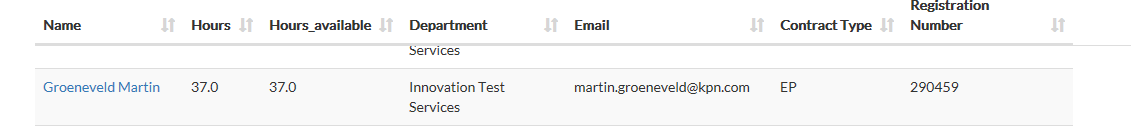 Name Hours Hours_available Department Email Contract Type Registration Number
Services
Groeneveld Martin 37.0 37.0 Innovation Test Services martin.groeneveld@kpn.com EP 290459